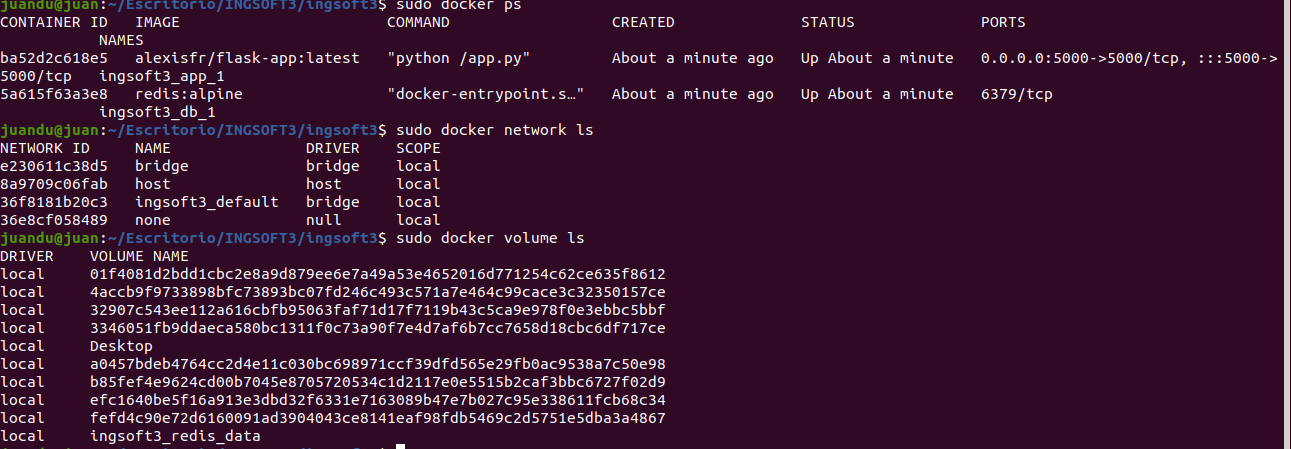 juandu@juan:~/Escritorio/INGSOFT3/ingsoft3$ sudo docker ps
CONTAINER ID   IMAGE                         COMMAND                  CREATED              STATUS              PORTS
           NAMES
ba52d2c618e5   alexisfr/flask-app:latest   "python /app.py"         About a minute ago   Up About a minute   0.0.0.0:5000->5000/tcp, :::5000->
5000/tcp   ingsoft3_app_1
5a615f63a3e8   redis:alpine                "docker-entrypoint.s…"   About a minute ago   Up About a minute   6379/tcp
           ingsoft3_db_1
juandu@juan:~/Escritorio/INGSOFT3/ingsoft3$ sudo docker network ls
NETWORK ID     NAME               DRIVER    SCOPE
e230611c38d5   bridge             bridge    local
8a9709c06fab   host               host      local
36f8181b20c3   ingsoft3_default   bridge    local
36e8cf058489   none               null      local
juandu@juan:~/Escritorio/INGSOFT3/ingsoft3$ sudo docker volume ls
DRIVER    VOLUME NAME
local     01f4081d2bdd1cbc2e8a9d879ee6e7a49a53e4652016d771254c62ce635f8612
local     4accb9f9733898bfc73893bc07fd246c493c571a7e464c99cace3c32350157ce
local     32907c543ee112a616cbfb95063faf71d17f7119b43c5ca9e978f0e3ebbc5bbf
local     3346051fb9ddaeca580bc1311f0c73a90f7e4d7af6b7cc7658d18cbc6df717ce
local     Desktop
local     a0457bdeb4764cc2d4e11c030bc698971ccf39dfd565e29fb0ac9538a7c50e98
local     b85fef4e9624cd00b7045e8705720534c1d2117e0e5515b2caf3bbc6727f02d9
local     efc1640be5f16a913e3dbd32f6331e7163089b47e7b027c95e338611fcb68c34
local     fefd4c90e72d6160091ad3904043ce8141eaf98fdb5469c2d5751e5dba3a4867
local     ingsoft3_redis_data